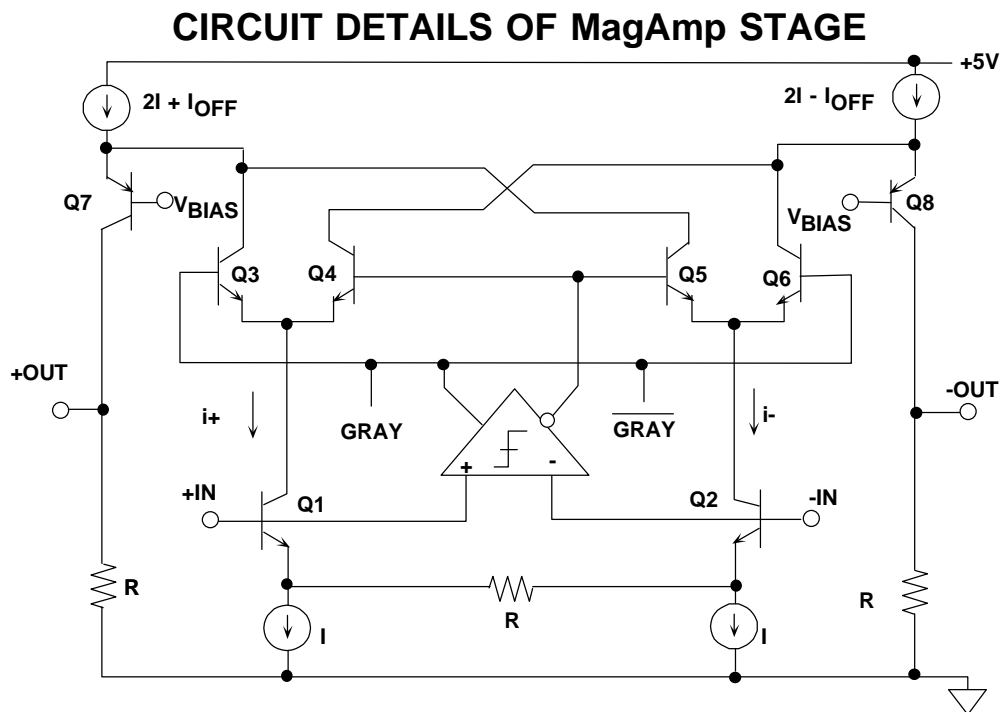 CIRCUIT DETAILS OF MagAmp STAGE
+5V
2I + IOFF
2I - IOFF
Q7
VBIAS
VBIAS
Q8
Q3
Q4
Q5
Q6
+OUT
-OUT
i+
GRAY
GRAY
i-
+
-
+IN
Q1
Q2
-IN
R
R
R
I
I